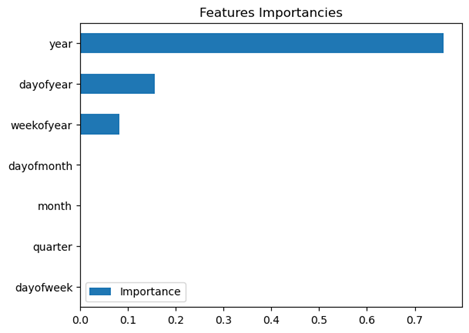 Features Importancies
year
dayofyear
weekofyear
dayofmonth
month
quarter
dayofweek
Importance
0.0 0.1 0.2 0.3 0.4 0.5 0.6 0.7